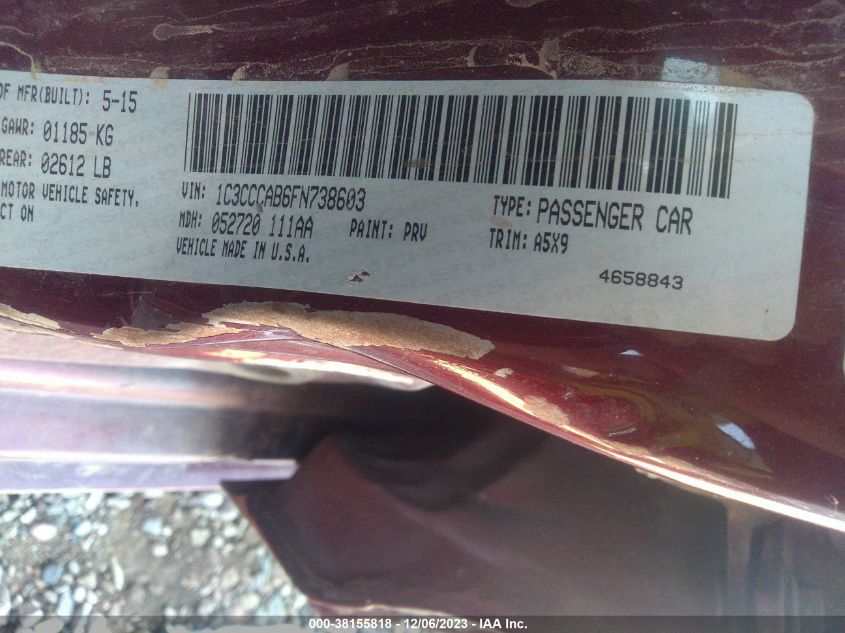 OF MFR(BUILT): 5-15
GAWR: 01185 KG
REAR: 02612 LB
MOTOR VEHICLE SAFETY,
CT ON
VIN: 1C3CCCAB6FN738603
TYPE: PASSENGER CAR
MDH: 052720 111AA
PAINT: PRV
TRIM: A5X9
VEHICLE MADE IN U.S.A.
4658843
000-38155818 - 12/06/2023 - IAA Inc.